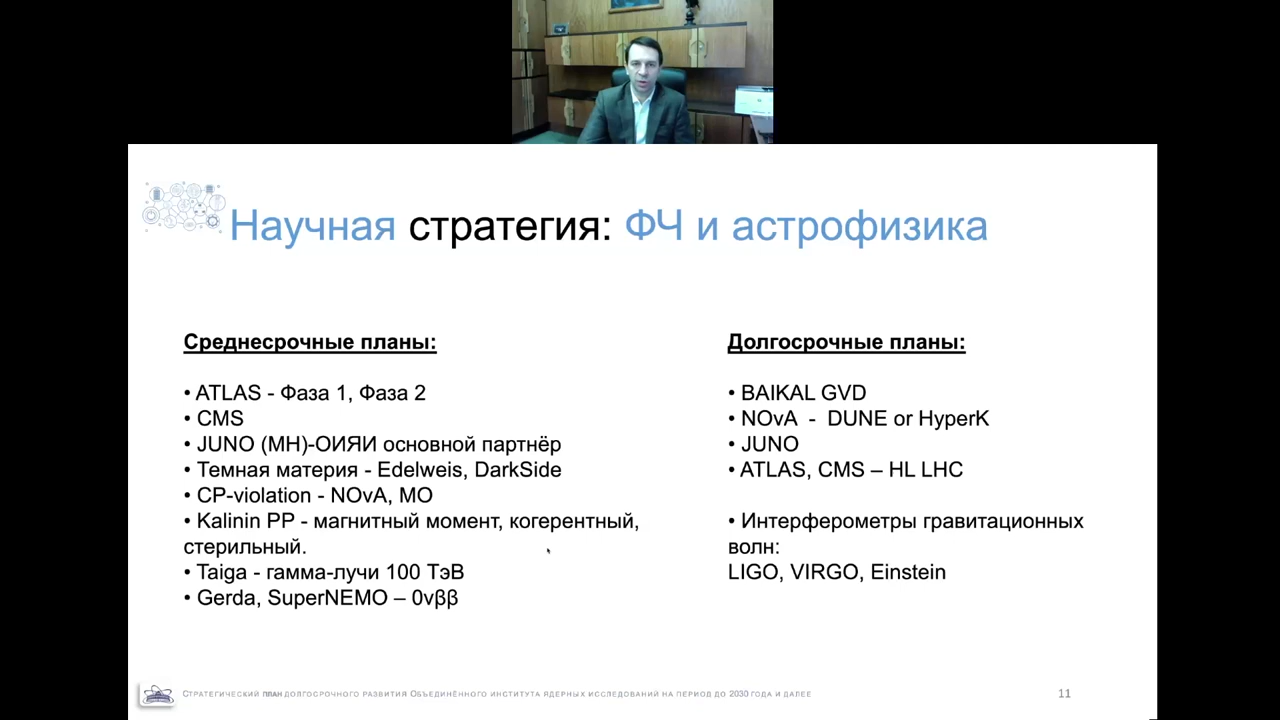 Научная стратегия: ФЧ и астрофизика
Среднесрочные планы:
• ATLAS - Фаза 1, Фаза 2
• CMS
• JUNO (MH)-ОИЯИ основной партнёр
• Темная материя - Edelweis, DarkSide
• CP-violation - NOvA, MO
• Kalinin PP - магнитный момент, когерентный,
стерильный.
• Taiga - гамма-лучи 100 ТэВ
• Gerda, SuperNEMO – 0νββ
Долгосрочные планы:
• BAIKAL GVD
• NOvA - DUNE or HyperK
• JUNO
• ATLAS, CMS – HL LHC
• Интерферометры гравитационных
волн:
LIGO, VIRGO, Einstein
Стратегический план долгосрочного развития Объединённого института ядерных исследований на период до 2030 года и далее
11